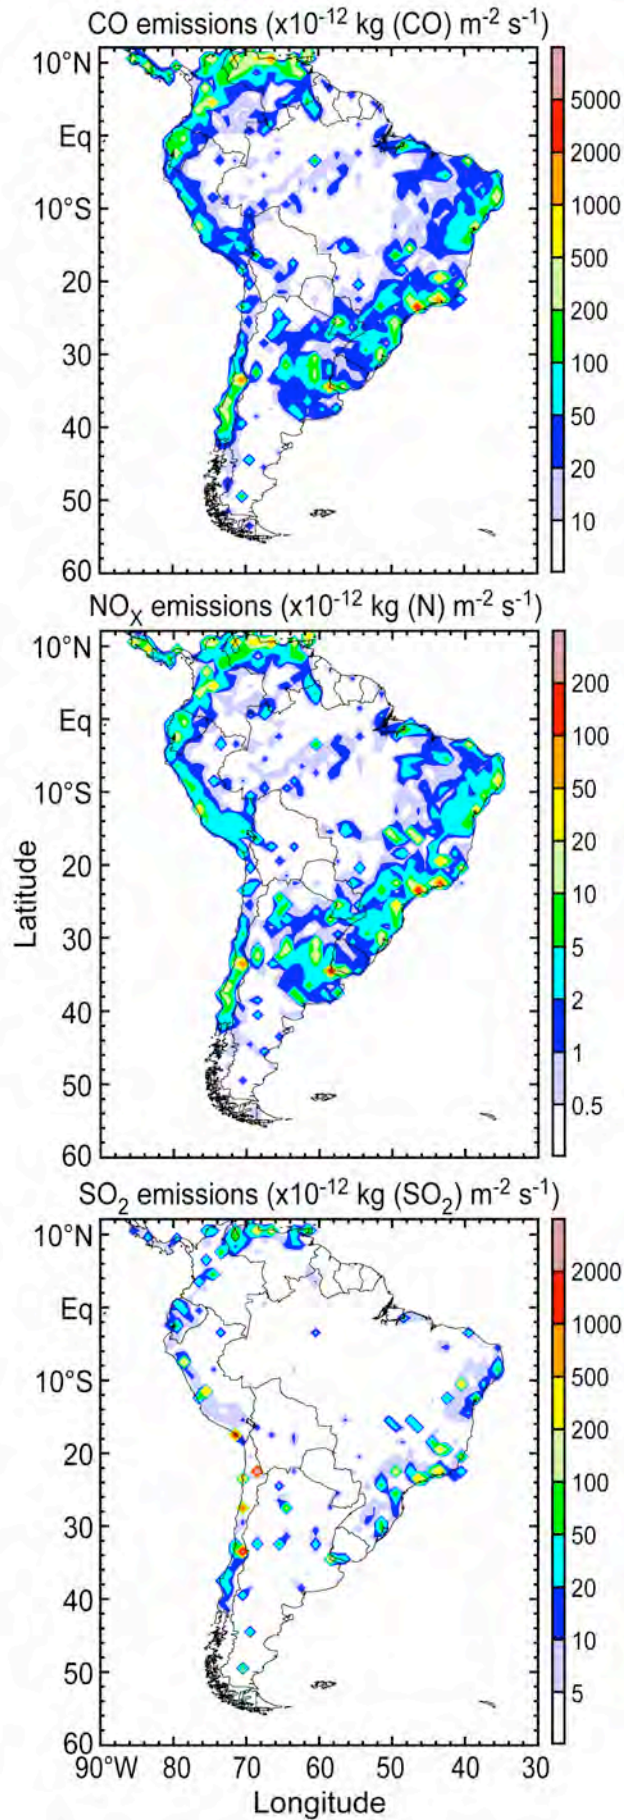 CO emissions (x10⁻¹² kg (CO) m⁻² s⁻¹)
10°N
Eq
10°S
20
30
40
50
60
5000
2000
1000
500
200
100
50
20
10
NOₓ emissions (x10⁻¹² kg (N) m⁻² s⁻¹)
10°N
Eq
10°S
20
30
40
50
60
Latitude
200
100
50
20
10
5
2
1
0.5
SO₂ emissions (x10⁻¹² kg (SO₂) m⁻² s⁻¹)
10°N
Eq
10°S
20
30
40
50
60
2000
1000
500
200
100
50
20
10
5
90°W 80 70 60 50 40 30
Longitude